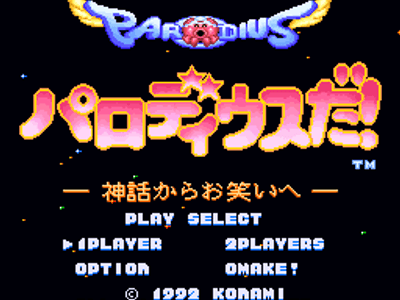 PARODIUS
パロディウスだ!
TM
— 神話からお笑いへ —
PLAY SELECT
▶1PLAYER 2PLAYERS
OPTION OMAKE!
© 1992 KONAMI